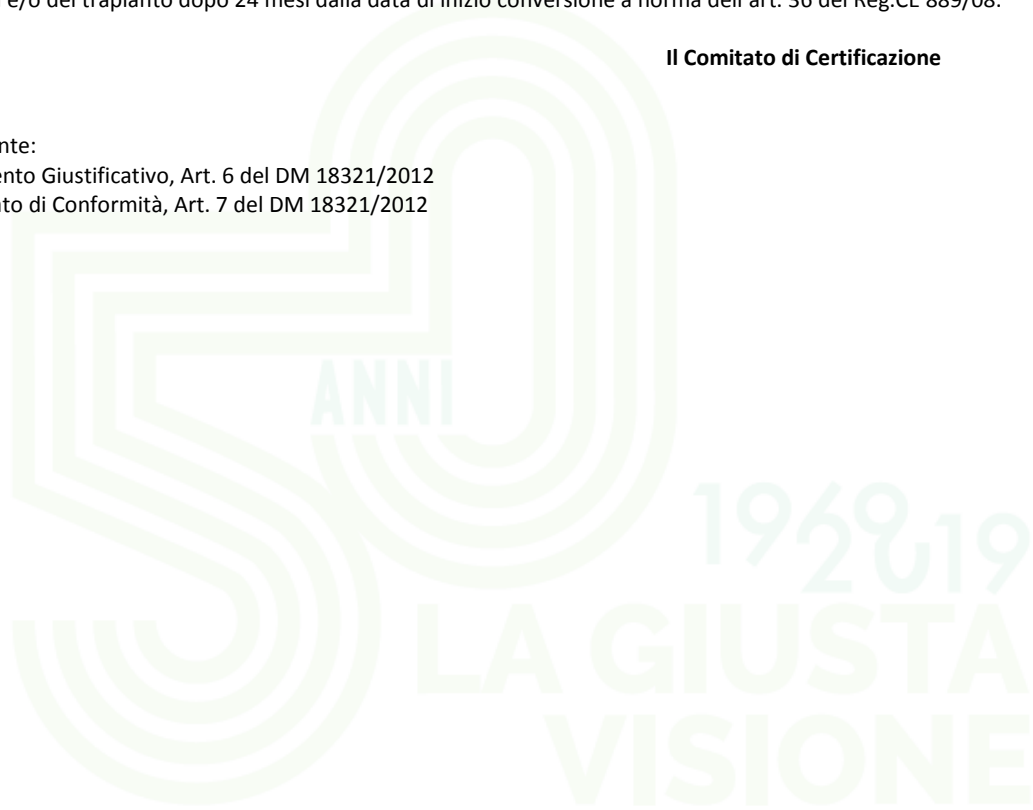 e/o del trapianto dopo 24 mesi dalla data di inizio conversione a norma dell'art. 36 del Reg.CE 889/08.
Il Comitato di Certificazione
nte:
ento Giustificativo, Art. 6 del DM 18321/2012
ato di Conformità, Art. 7 del DM 18321/2012
50
ANNI
1969
2019
LA GIUSTA
VISIONE